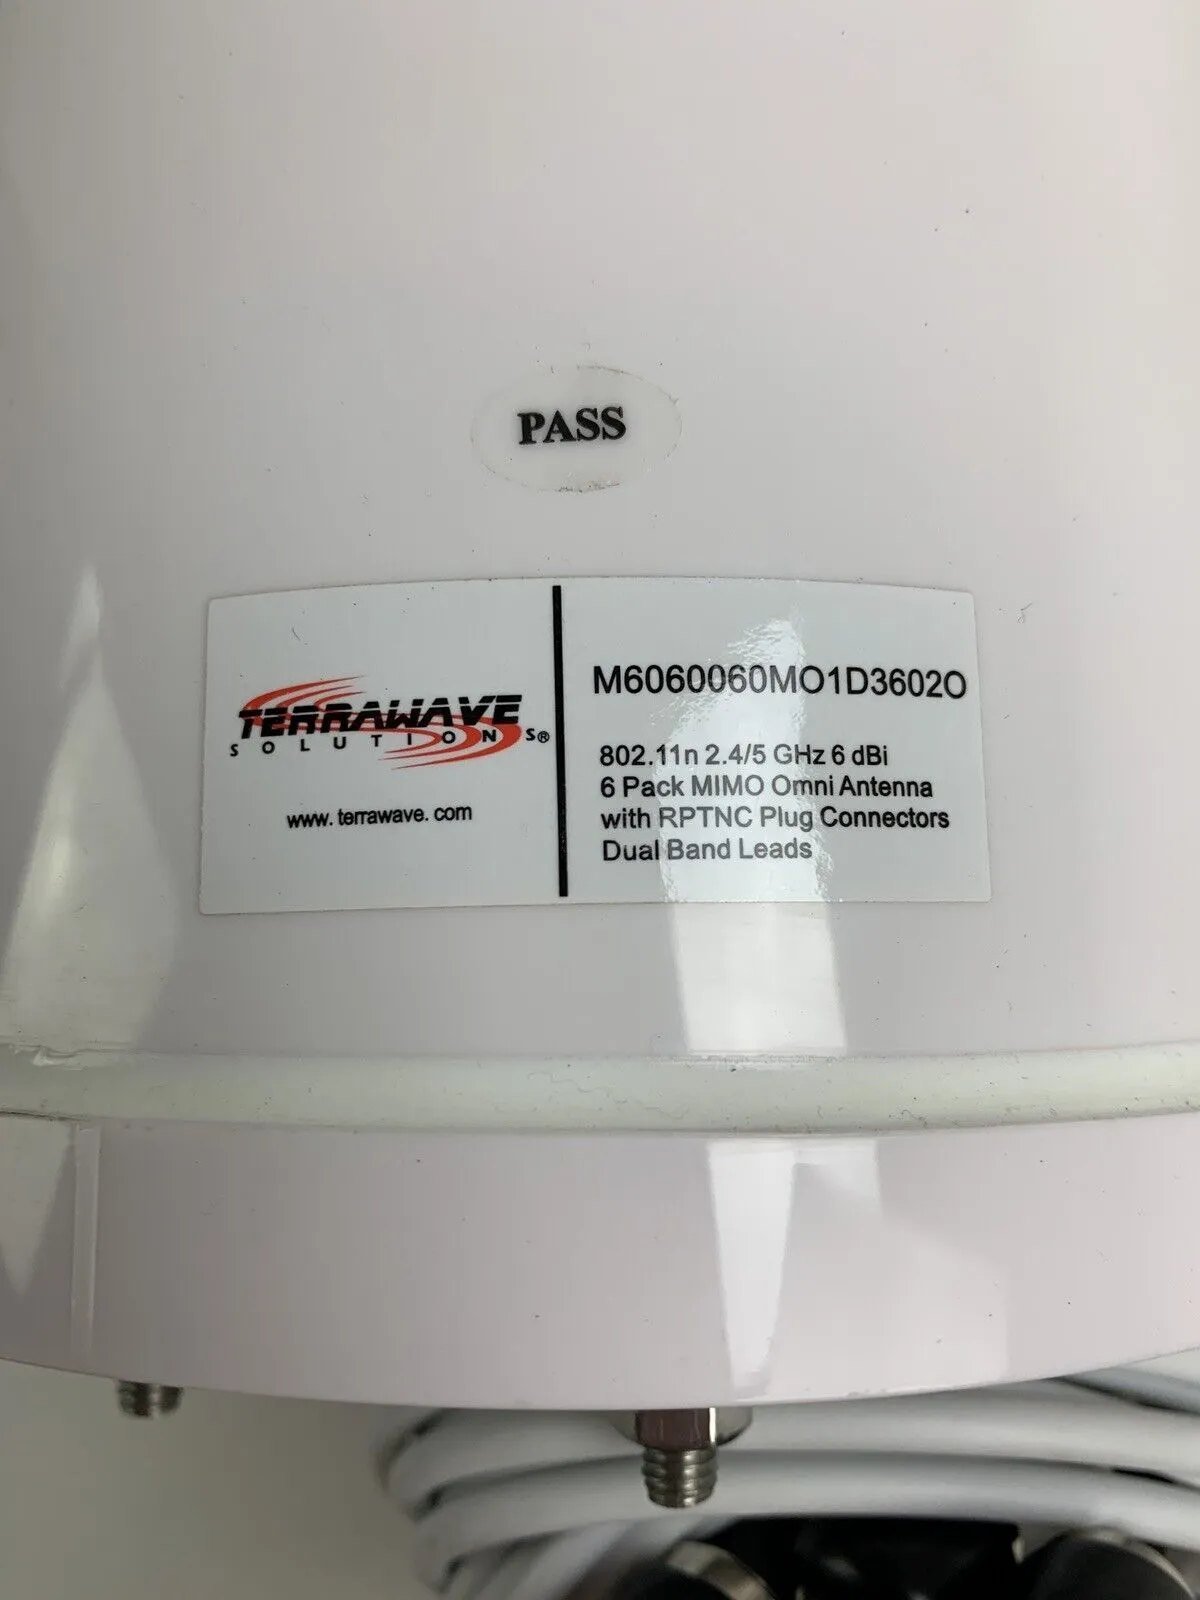 PASS
TERRAWAVE
SOLUTIONS®
www.terrawave.com
M6060060MO1D3602O
802.11n 2.4/5 GHz 6 dBi
6 Pack MIMO Omni Antenna
with RPTNC Plug Connectors
Dual Band Leads